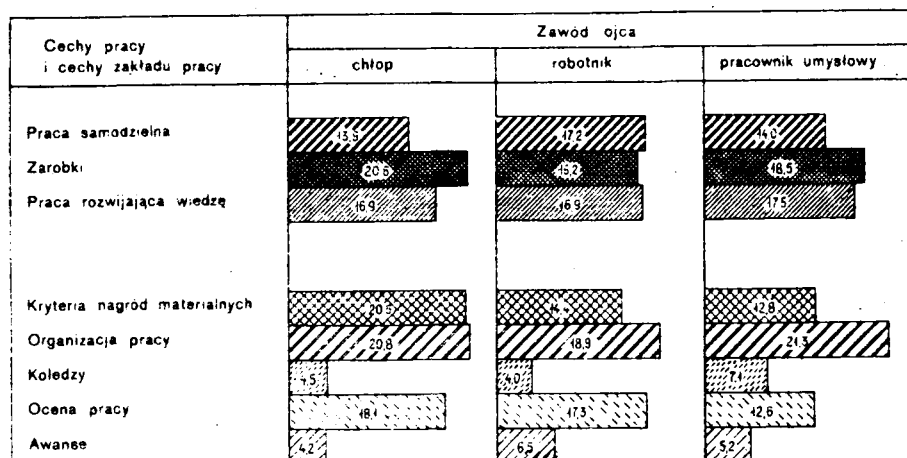 Cechy pracy
i cechy zakładu pracy
Zawód ojca
chłop robotnik pracownik umysłowy
Praca samodzielna 17,2 14,0
Zarobki 20,6 16,2 18,5
Praca rozwijająca wiedzę 16,9 16,9 17,5
Kryteria nagród materialnych 20,5 14,4 12,8
Organizacja pracy 20,8 18,9 21,3
Koledzy 4,5 4,0 7,1
Ocena pracy 18,1 17,3 12,6
Awanse 4,2 6,5 5,2